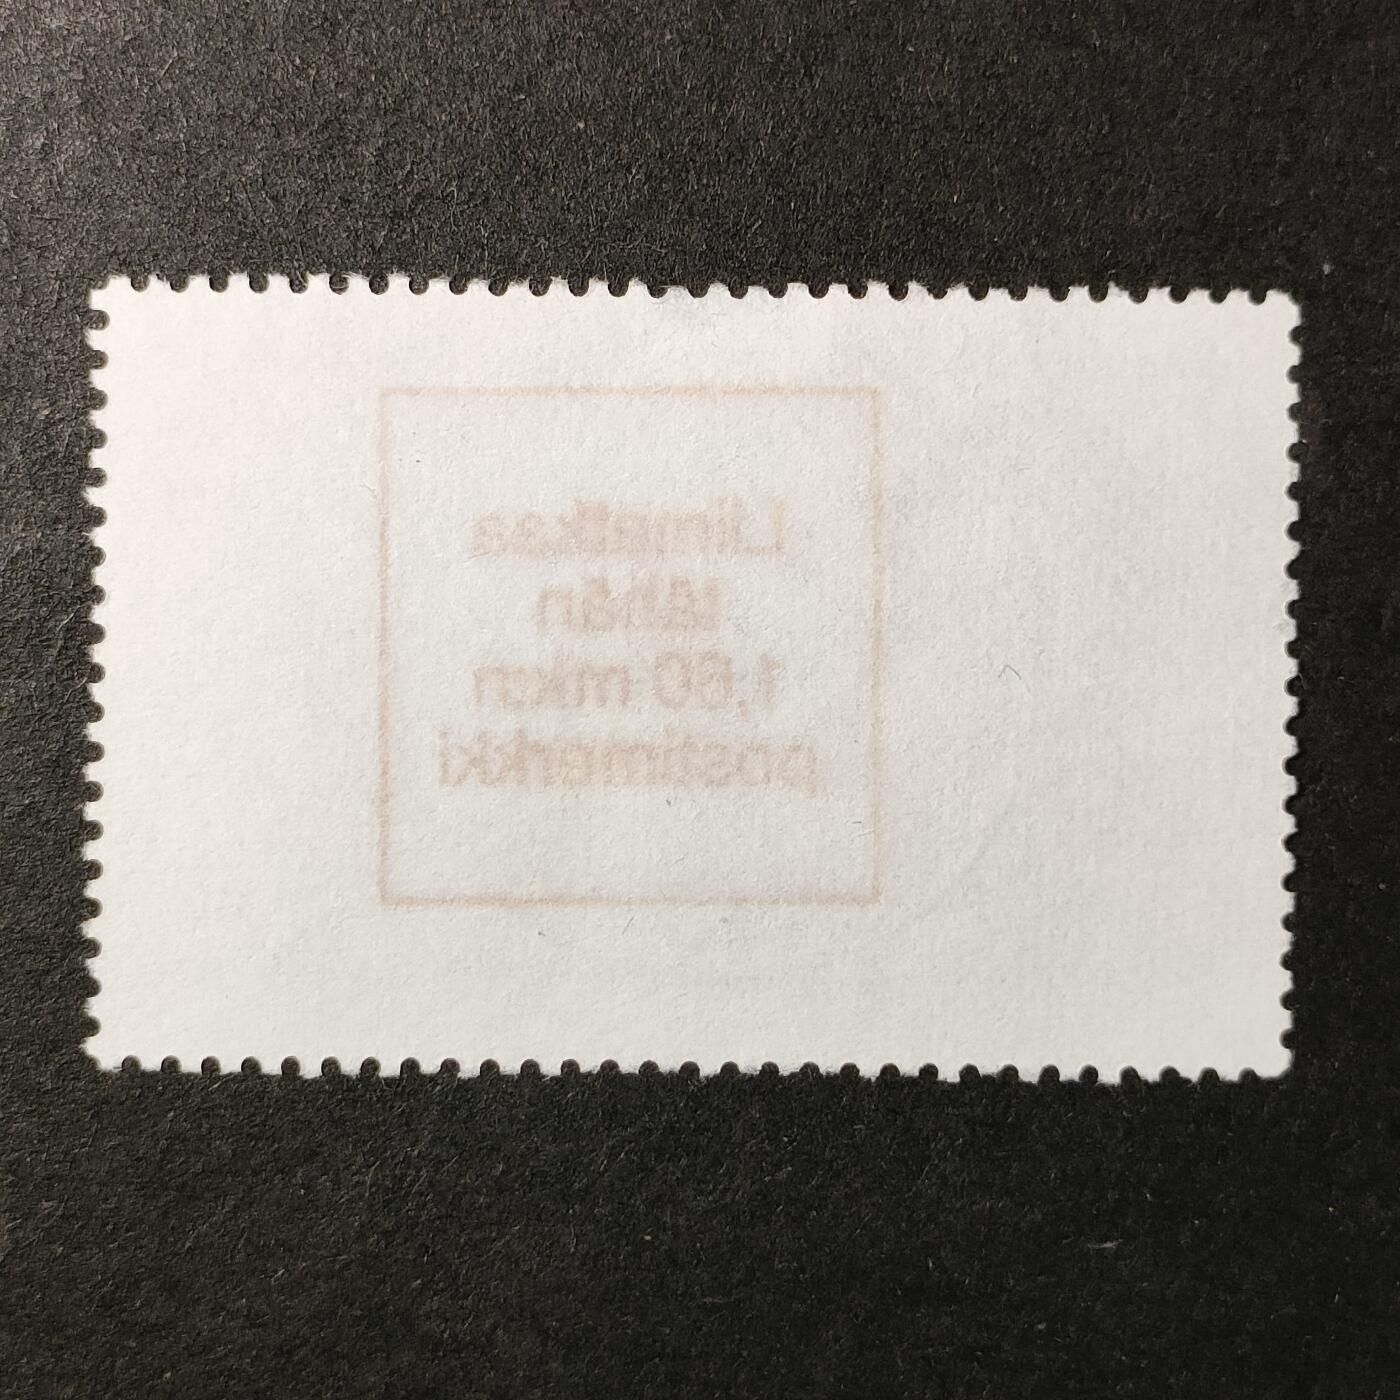 Liimatkaa
tähän
1,60 mk:n
postimerkki